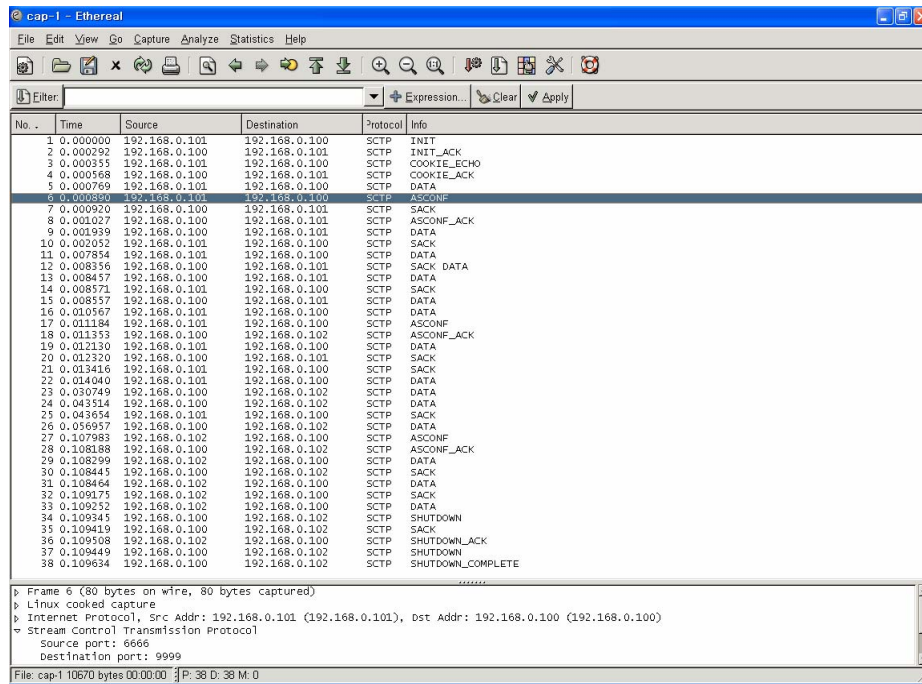 cap-1 - Ethereal
File Edit View Go Capture Analyze Statistics Help
Filter: Expression... Clear Apply
No. . Time Source Destination Protocol Info
1 0.000000 192.168.0.101 192.168.0.100 SCTP INIT
2 0.000292 192.168.0.100 192.168.0.101 SCTP INIT_ACK
3 0.000355 192.168.0.101 192.168.0.100 SCTP COOKIE_ECHO
4 0.000568 192.168.0.100 192.168.0.101 SCTP COOKIE_ACK
5 0.000769 192.168.0.101 192.168.0.100 SCTP DATA
6 0.000890 192.168.0.101 192.168.0.100 SCTP ASCONF
7 0.000920 192.168.0.100 192.168.0.101 SCTP SACK
8 0.001027 192.168.0.100 192.168.0.101 SCTP ASCONF_ACK
9 0.001939 192.168.0.100 192.168.0.101 SCTP DATA
10 0.002052 192.168.0.101 192.168.0.100 SCTP SACK
11 0.007854 192.168.0.101 192.168.0.100 SCTP DATA
12 0.008356 192.168.0.100 192.168.0.101 SCTP SACK DATA
13 0.008457 192.168.0.100 192.168.0.101 SCTP DATA
14 0.008571 192.168.0.101 192.168.0.100 SCTP SACK
15 0.008557 192.168.0.100 192.168.0.101 SCTP DATA
16 0.010567 192.168.0.101 192.168.0.100 SCTP DATA
17 0.011184 192.168.0.101 192.168.0.100 SCTP ASCONF
18 0.011353 192.168.0.100 192.168.0.102 SCTP ASCONF_ACK
19 0.012130 192.168.0.101 192.168.0.100 SCTP DATA
20 0.012320 192.168.0.100 192.168.0.101 SCTP SACK
21 0.013416 192.168.0.101 192.168.0.100 SCTP SACK
22 0.014040 192.168.0.101 192.168.0.100 SCTP DATA
23 0.030749 192.168.0.100 192.168.0.102 SCTP DATA
24 0.043514 192.168.0.100 192.168.0.102 SCTP DATA
25 0.043654 192.168.0.101 192.168.0.100 SCTP SACK
26 0.056957 192.168.0.100 192.168.0.102 SCTP DATA
27 0.107983 192.168.0.102 192.168.0.100 SCTP ASCONF
28 0.108188 192.168.0.100 192.168.0.102 SCTP ASCONF_ACK
29 0.108299 192.168.0.102 192.168.0.100 SCTP DATA
30 0.108445 192.168.0.100 192.168.0.102 SCTP SACK
31 0.108464 192.168.0.102 192.168.0.100 SCTP DATA
32 0.109175 192.168.0.102 192.168.0.100 SCTP SACK
33 0.109252 192.168.0.102 192.168.0.100 SCTP DATA
34 0.109345 192.168.0.100 192.168.0.102 SCTP SHUTDOWN
35 0.109419 192.168.0.100 192.168.0.102 SCTP SACK
36 0.109508 192.168.0.102 192.168.0.100 SCTP SHUTDOWN_ACK
37 0.109449 192.168.0.100 192.168.0.102 SCTP SHUTDOWN
38 0.109634 192.168.0.100 192.168.0.102 SCTP SHUTDOWN_COMPLETE
Frame 6 (80 bytes on wire, 80 bytes captured)
Linux cooked capture
Internet Protocol, Src Addr: 192.168.0.101 (192.168.0.101), Dst Addr: 192.168.0.100 (192.168.0.100)
Stream Control Transmission Protocol
Source port: 6666
Destination port: 9999
File: cap-1 10670 bytes 00:00:00 P: 38 D: 38 M: 0